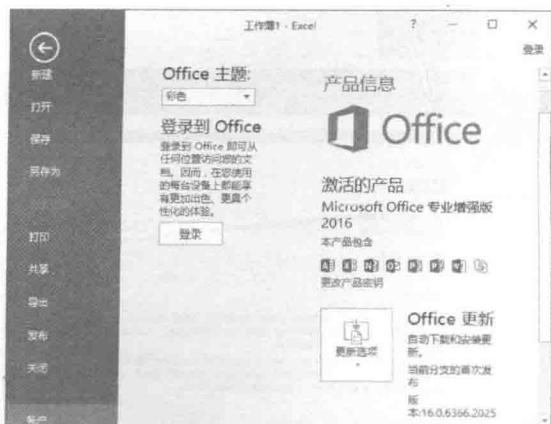 工作簿1 - Excel
?
登录
新建
打开
保存
另存为
打印
共享
导出
发布
关闭
账户
Office 主题:
彩色
登录到 Office
登录到 Office 即可从
任何位置访问您的文
档。因而，在您使用
的每台设备上都能享
有更加出色、更具个
性化的体验。
登录
产品信息
Office
激活的产品
Microsoft Office 专业增强版
2016
本产品包含
更改产品密钥
更新选项
Office 更新
自动下载和安装更
新。
当前分支的首次发
布
版
本:16.0.6366.2025